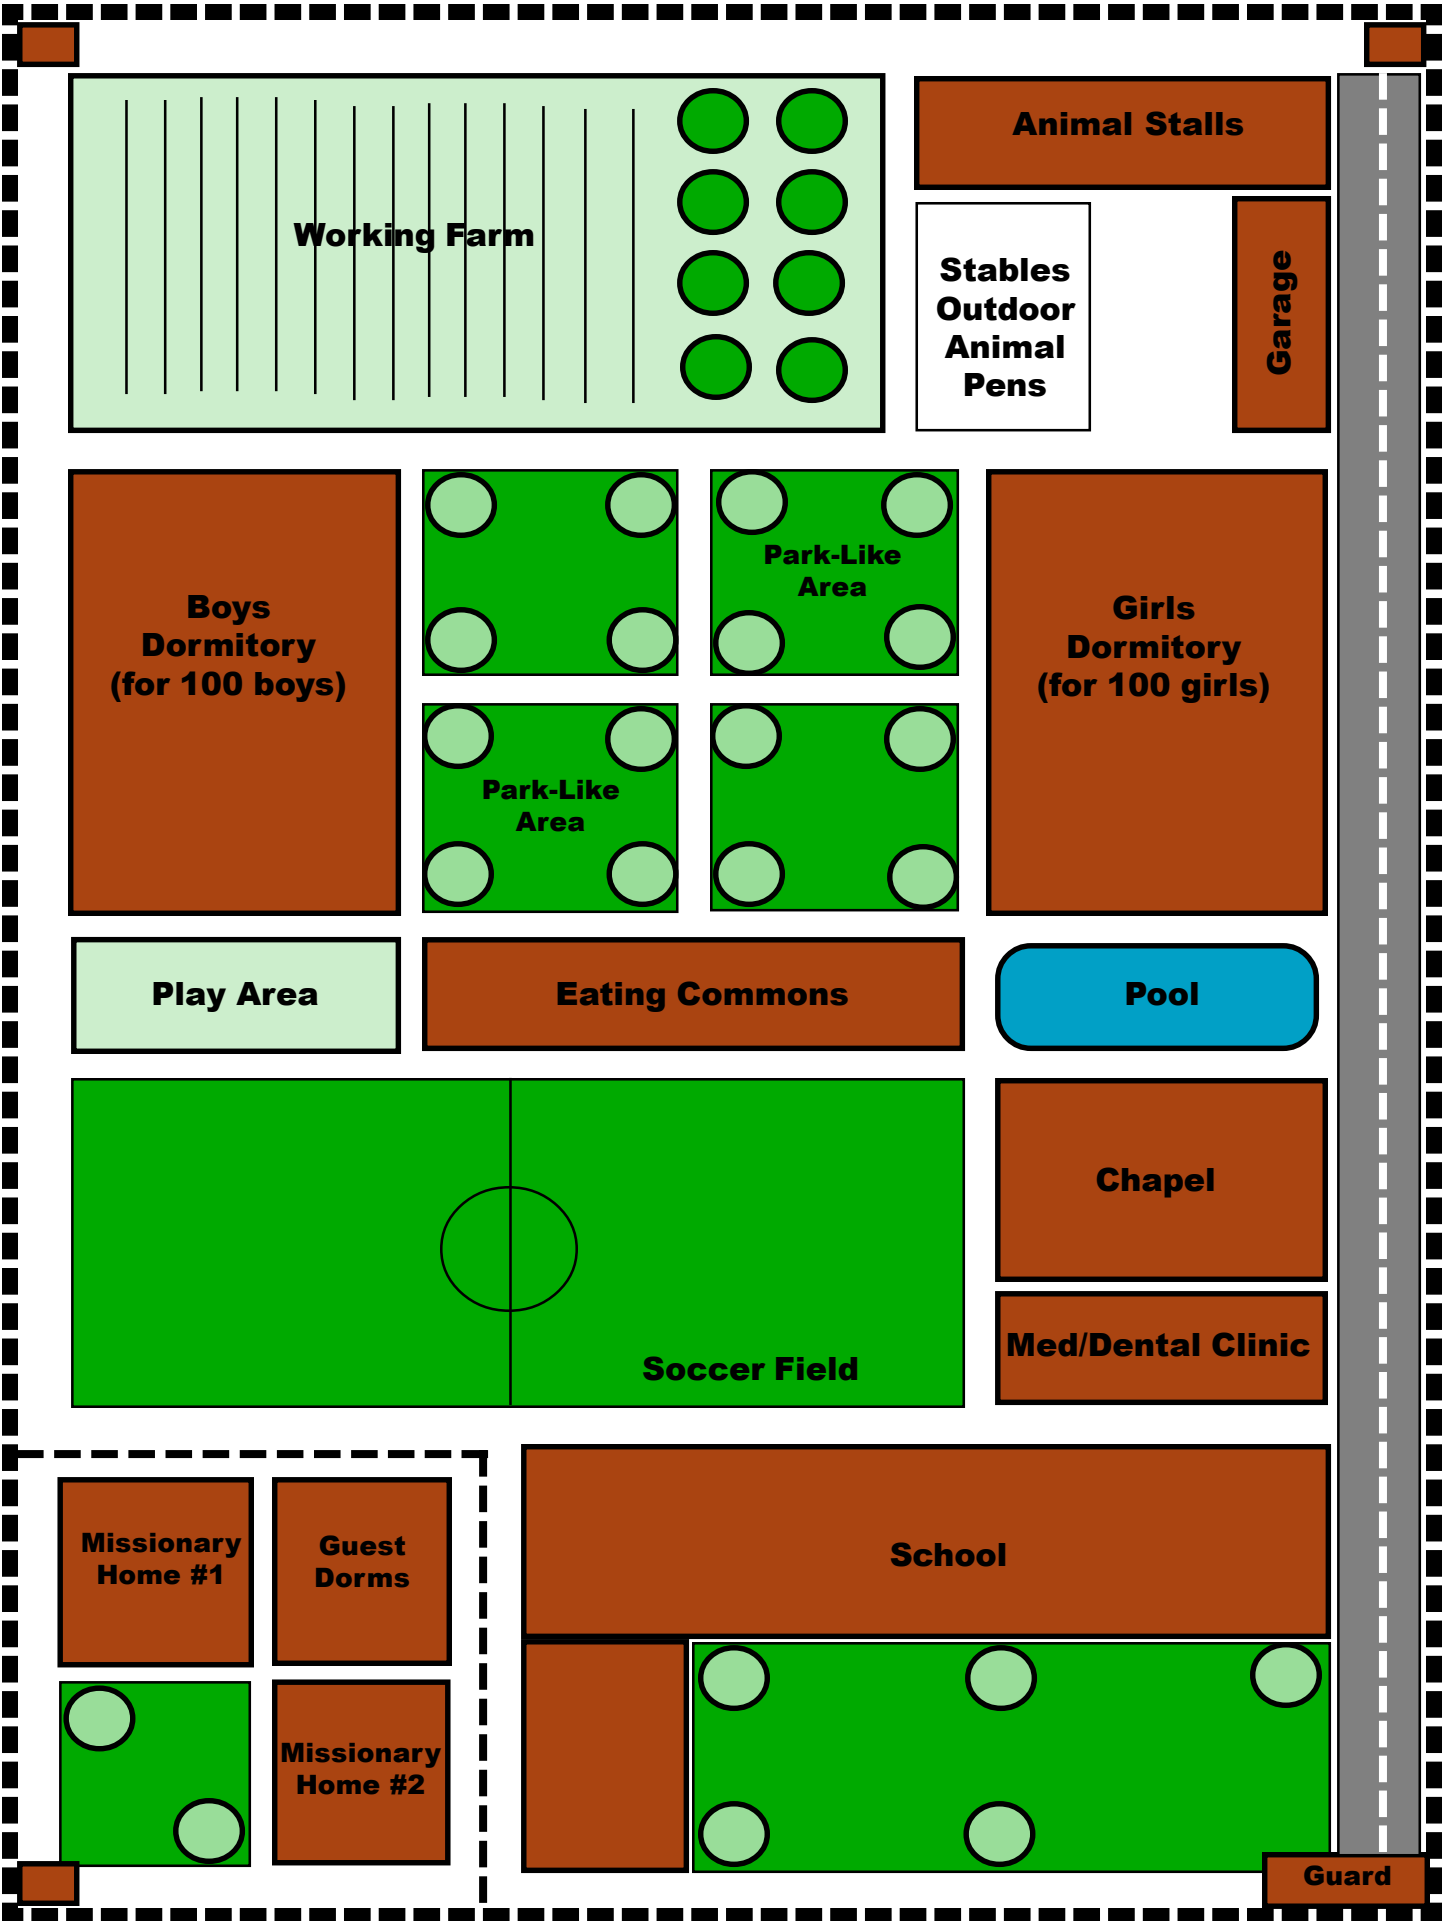 Animal Stalls
Working Farm
Stables
Outdoor
Animal
Pens
Garage
Park-Like
Area
Boys
Dormitory
(for 100 boys)
Girls
Dormitory
(for 100 girls)
Park-Like
Area
Play Area
Eating Commons
Pool
Chapel
Med/Dental Clinic
Soccer Field
Missionary
Home #1
Guest
Dorms
School
Missionary
Home #2
Guard